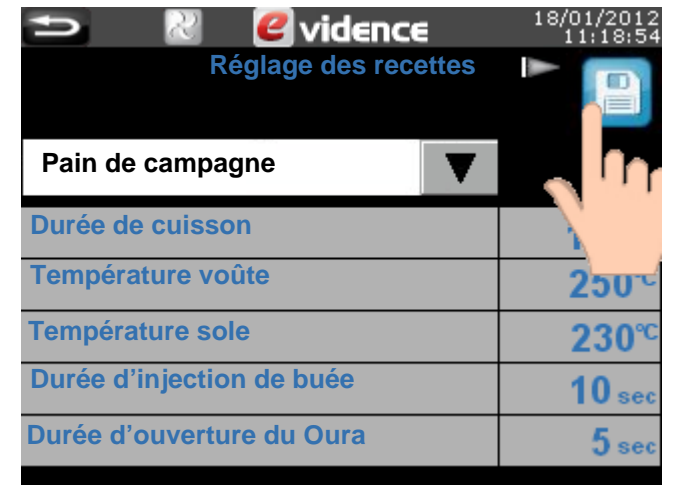 evidence
18/01/2012
11:18:54
Réglage des recettes
Pain de campagne
Durée de cuisson
Température voûte
250°C
Température sole
230°C
Durée d’injection de buée
10 sec
Durée d’ouverture du Oura
5 sec